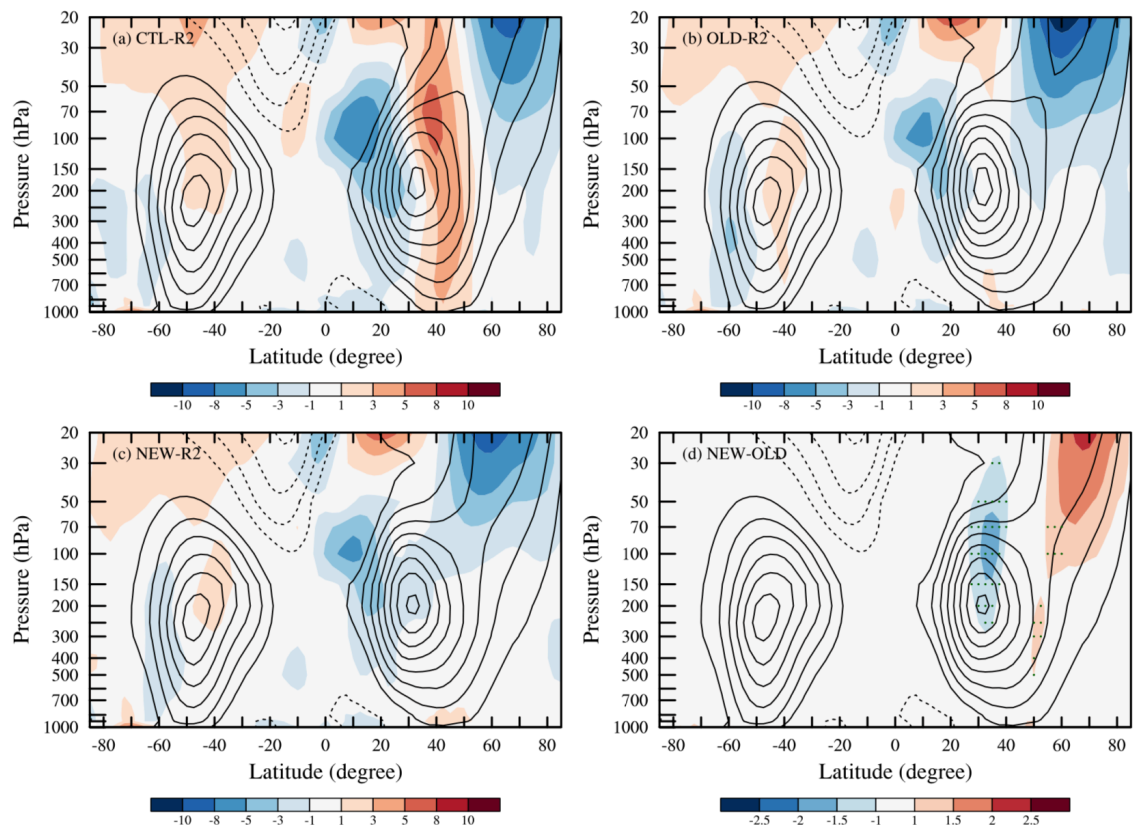 (a) CTL-R2
20
30
50
70
100
150
200
300
400
500
700
1000
Pressure (hPa)
-80 -60 -40 -20 0 20 40 60 80
Latitude (degree)
-10 -8 -5 -3 -1 1 3 5 8 10
(b) OLD-R2
20
30
50
70
100
150
200
300
400
500
700
1000
Pressure (hPa)
-80 -60 -40 -20 0 20 40 60 80
Latitude (degree)
-10 -8 -5 -3 -1 1 3 5 8 10
(c) NEW-R2
20
30
50
70
100
150
200
300
400
500
700
1000
Pressure (hPa)
-80 -60 -40 -20 0 20 40 60 80
Latitude (degree)
-10 -8 -5 -3 -1 1 3 5 8 10
(d) NEW-OLD
20
30
50
70
100
150
200
300
400
500
700
1000
Pressure (hPa)
-80 -60 -40 -20 0 20 40 60 80
Latitude (degree)
-2.5 -2 -1.5 -1 1 1.5 2 2.5